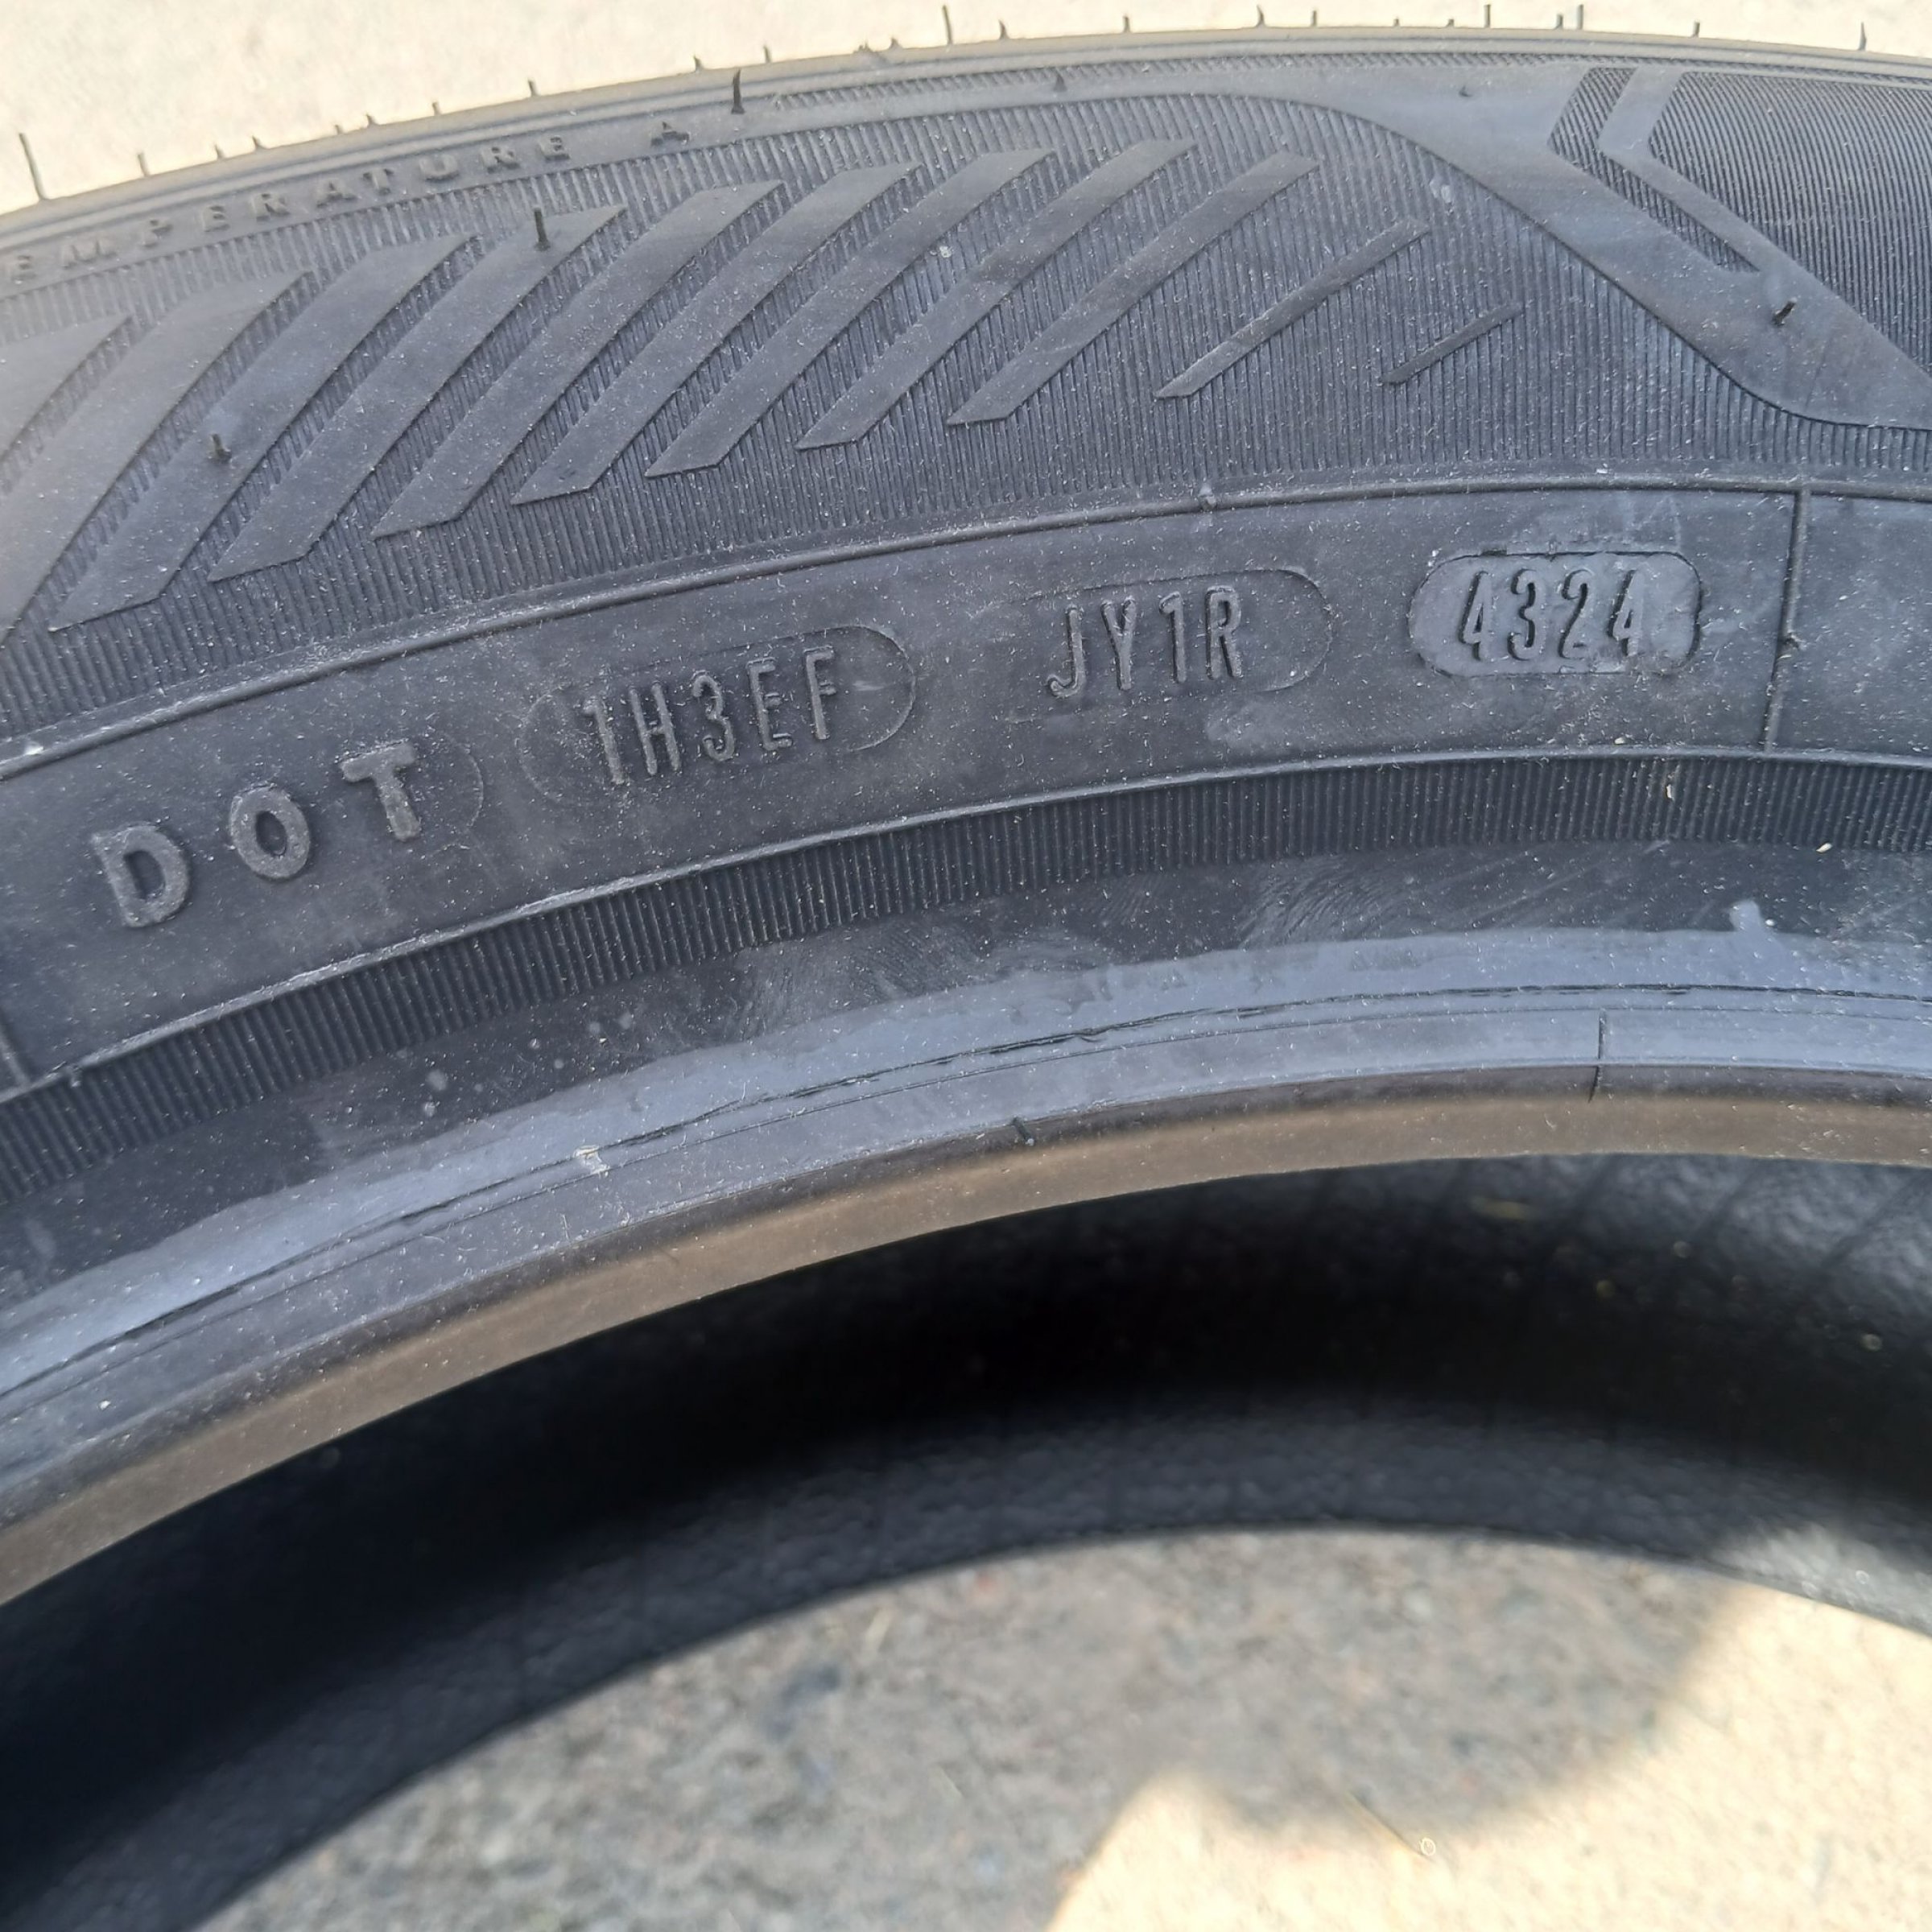 TEMPERATURE A
DOT 1H3EF JY1R 4324